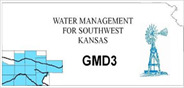 WATER MANAGEMENT
FOR SOUTHWEST
KANSAS
GMD3